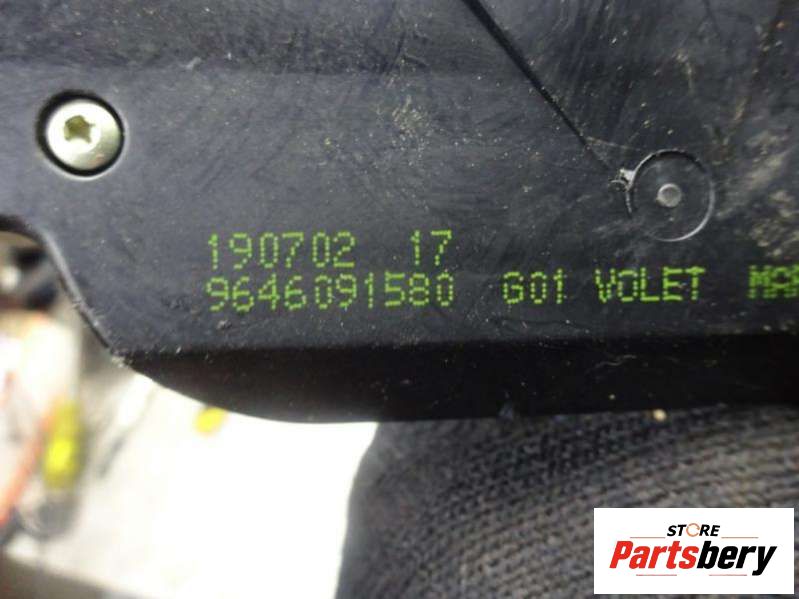 190702 17
9646091580 G01 VOLET
STORE
Partsbery